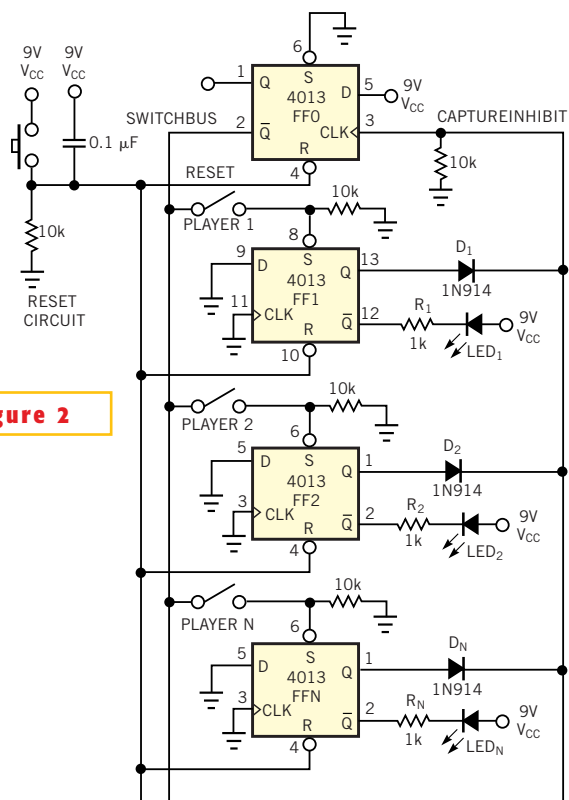 6
9V
VCC
9V
VCC
1
Q
S
D
5
9V
VCC
4013
FF0
SWITCHBUS
2
Q̅
CLK
3
CAPTUREINHIBIT
0.1 µF
R
10k
RESET
4
10k
PLAYER 1
10k
8
RESET
CIRCUIT
9
D
S
Q
13
D1
1N914
4013
FF1
11
CLK
Q̅
12
R1
1k
9V
VCC
LED1
R
10
10k
gure 2
PLAYER 2
6
5
D
S
Q
1
D2
1N914
4013
FF2
3
CLK
Q̅
2
R2
1k
9V
VCC
LED2
R
4
10k
PLAYER N
6
5
D
S
Q
1
DN
1N914
4013
FFN
3
CLK
Q̅
2
RN
1k
9V
VCC
LEDN
R
4